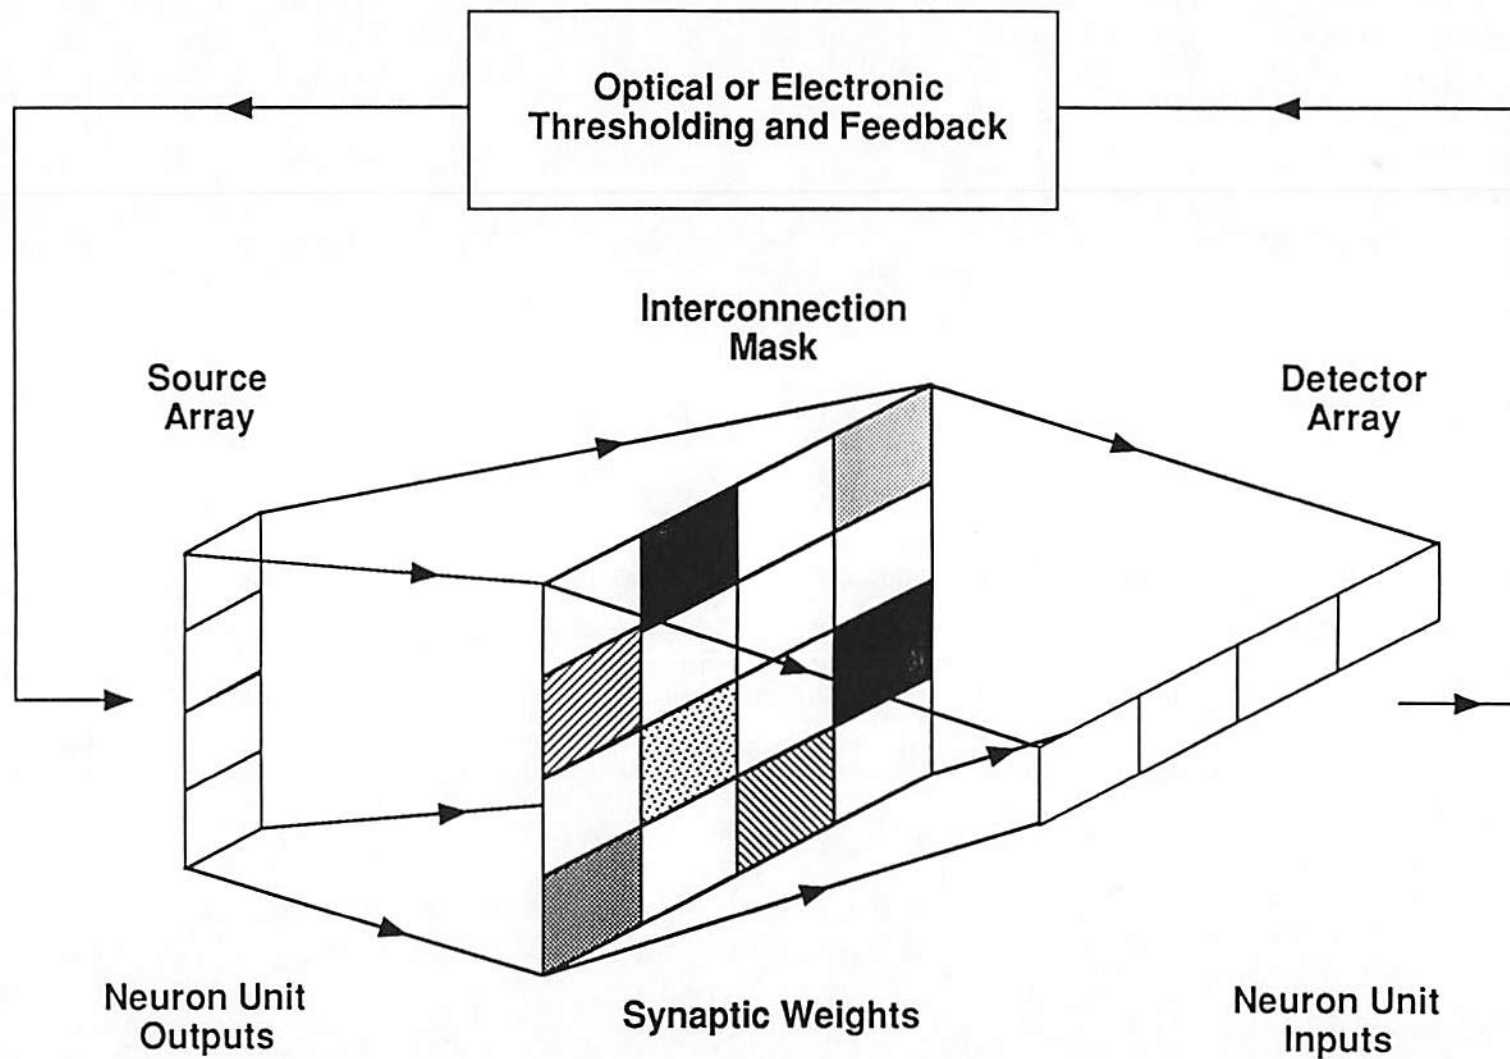 Optical or Electronic
Thresholding and Feedback
Interconnection
Mask
Source
Array
Detector
Array
Neuron Unit
Outputs
Synaptic Weights
Neuron Unit
Inputs